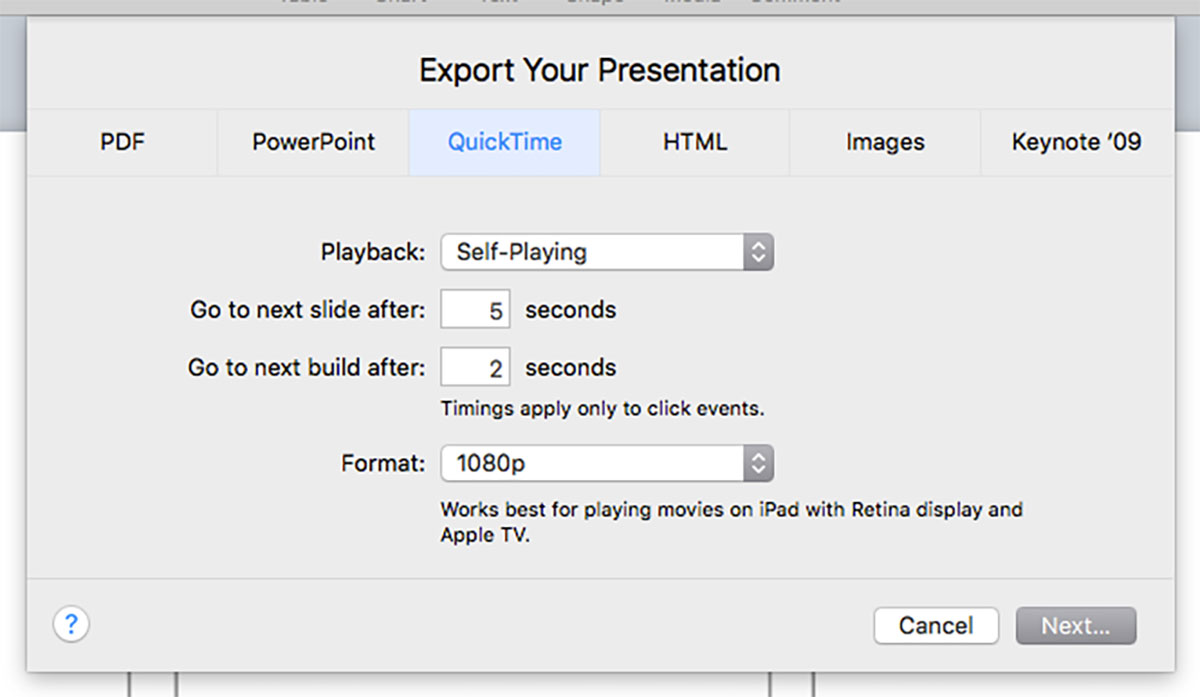 Export Your Presentation
PDF PowerPoint QuickTime HTML Images Keynote ’09
Playback: Self-Playing
Go to next slide after: 5 seconds
Go to next build after: 2 seconds
Timings apply only to click events.
Format: 1080p
Works best for playing movies on iPad with Retina display and
Apple TV.
? Cancel Next...